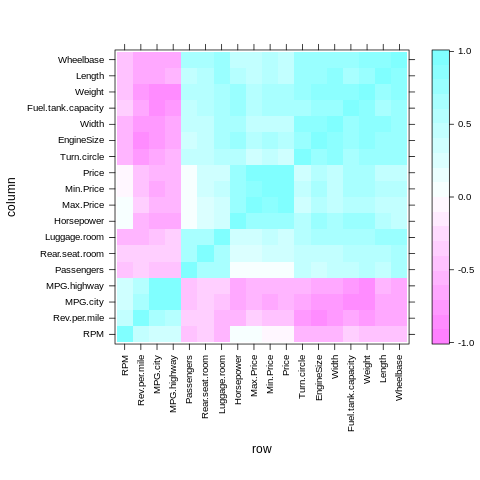 Wheelbase
Length
Weight
Fuel.tank.capacity
Width
EngineSize
Turn.circle
Price
Min.Price
Max.Price
Horsepower
Luggage.room
Rear.seat.room
Passengers
MPG.highway
MPG.city
Rev.per.mile
RPM
column
RPM
Rev.per.mile
MPG.city
MPG.highway
Passengers
Rear.seat.room
Luggage.room
Horsepower
Max.Price
Min.Price
Price
Turn.circle
EngineSize
Width
Fuel.tank.capacity
Weight
Length
Wheelbase
row
1.0
0.5
0.0
-0.5
-1.0